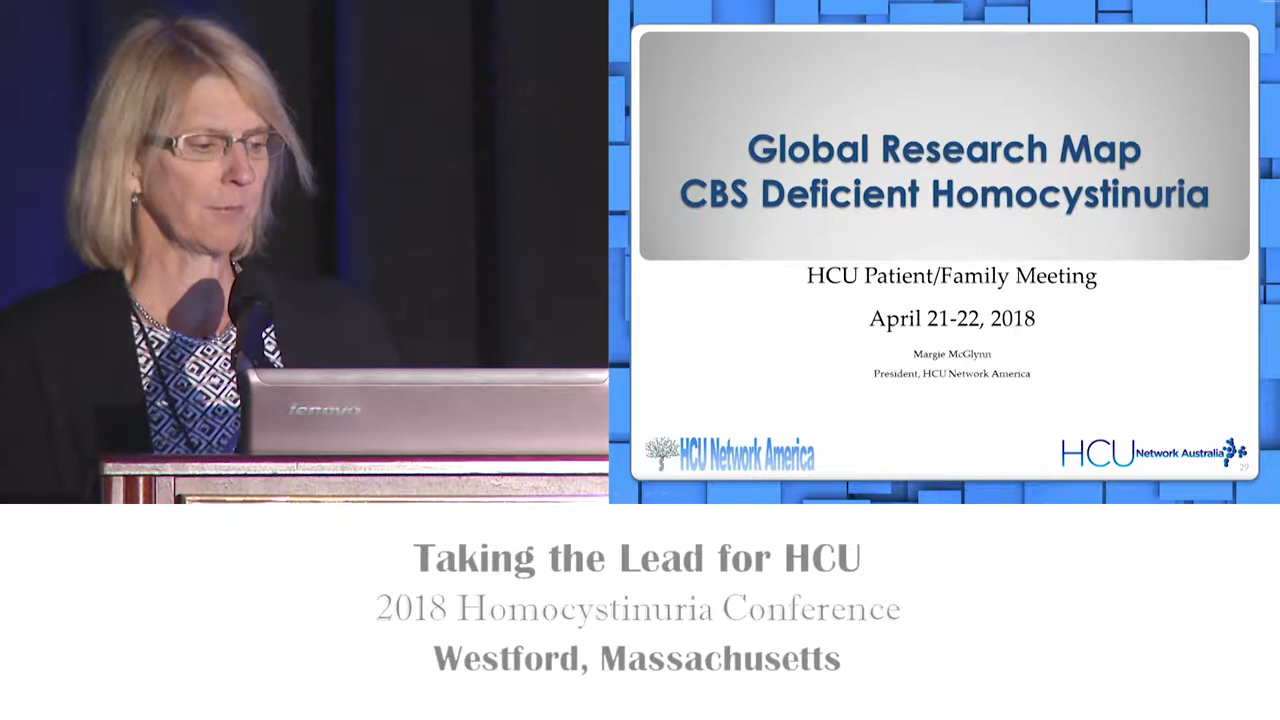 lenovo
Global Research Map
CBS Deficient Homocystinuria
HCU Patient/Family Meeting
April 21-22, 2018
Margie McGlynn
President, HCU Network America
HCU Network America
HCU Network Australia
29
Taking the Lead for HCU
2018 Homocystinuria Conference
Westford, Massachusetts